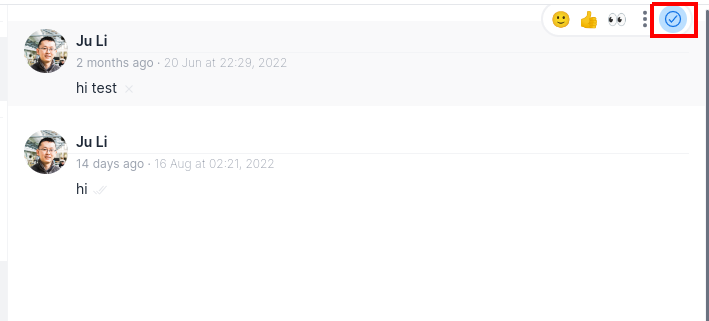 Ju Li
2 months ago · 20 Jun at 22:29, 2022
hi test
Ju Li
14 days ago · 16 Aug at 02:21, 2022
hi